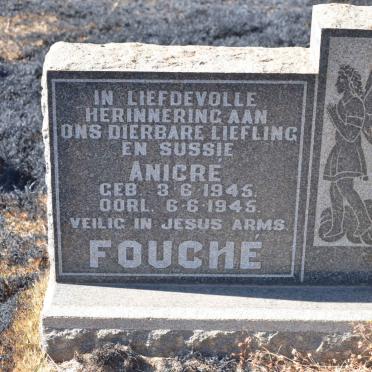 IN LIEFDEVOLLE
HERINNERING AAN
ONS DIERBARE LIEFLING
EN SUSSIE
ANICRÉ
GEB. 3·6·1945.
OORL. 6·6·1945.
VEILIG IN JESUS ARMS.
FOUCHE